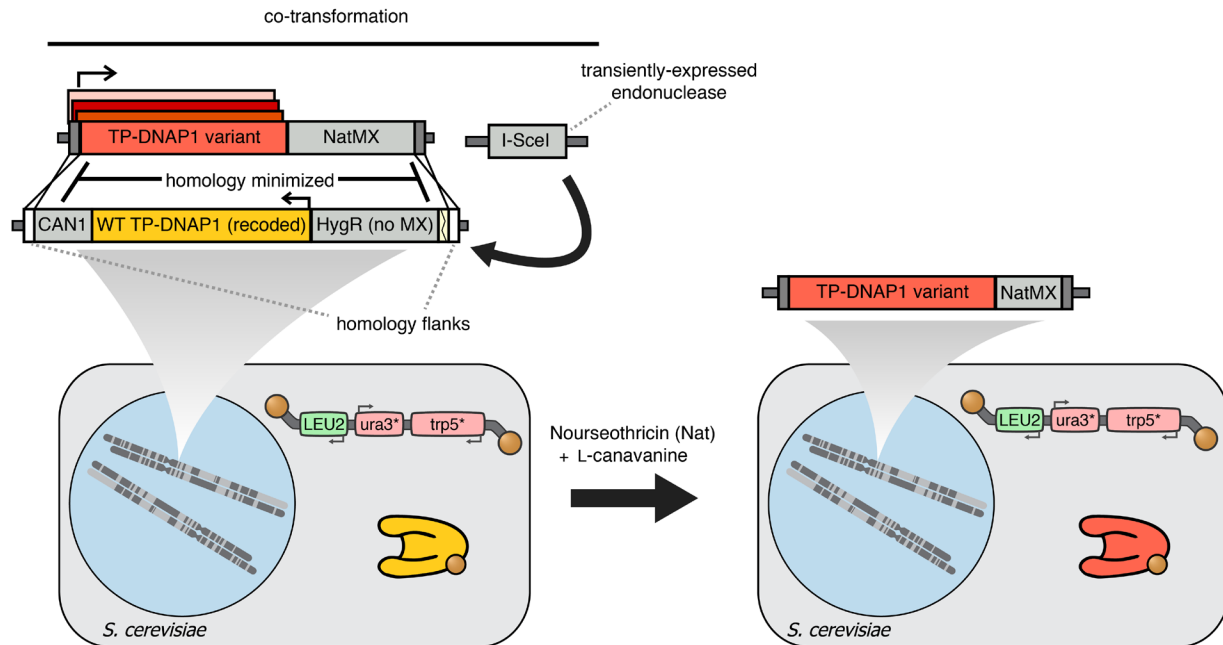 co-transformation
transiently-expressed
endonuclease
TP-DNAP1 variant
NatMX
I-SceI
homology minimized
CAN1
WT TP-DNAP1 (recoded)
HygR (no MX)
homology flanks
TP-DNAP1 variant
NatMX
LEU2
ura3*
trp5*
Nourseothricin (Nat)
+ L-canavanine
LEU2
ura3*
trp5*
S. cerevisiae
S. cerevisiae